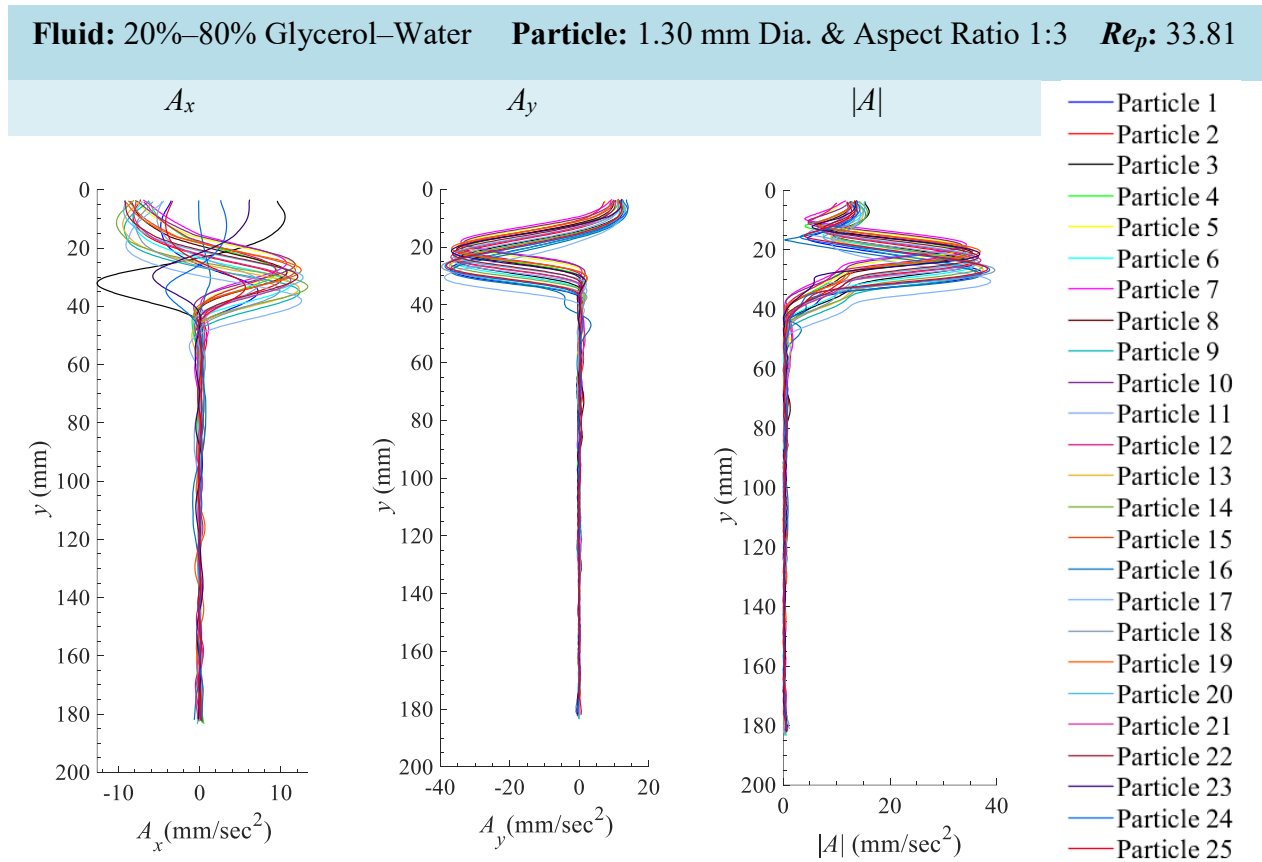 Fluid: 20%–80% Glycerol–Water Particle: 1.30 mm Dia. & Aspect Ratio 1:3 Rep: 33.81
Ax Ay |A|
0
20
40
60
80
100
120
140
160
180
200
y (mm)
-10 0 10
Ax(mm/sec2)
0
20
40
60
80
100
120
140
160
180
200
y (mm)
-40 -20 0 20
Ay(mm/sec2)
0
20
40
60
80
100
120
140
160
180
200
y (mm)
0 20 40
|A| (mm/sec2)
Particle 1
Particle 2
Particle 3
Particle 4
Particle 5
Particle 6
Particle 7
Particle 8
Particle 9
Particle 10
Particle 11
Particle 12
Particle 13
Particle 14
Particle 15
Particle 16
Particle 17
Particle 18
Particle 19
Particle 20
Particle 21
Particle 22
Particle 23
Particle 24
Particle 25